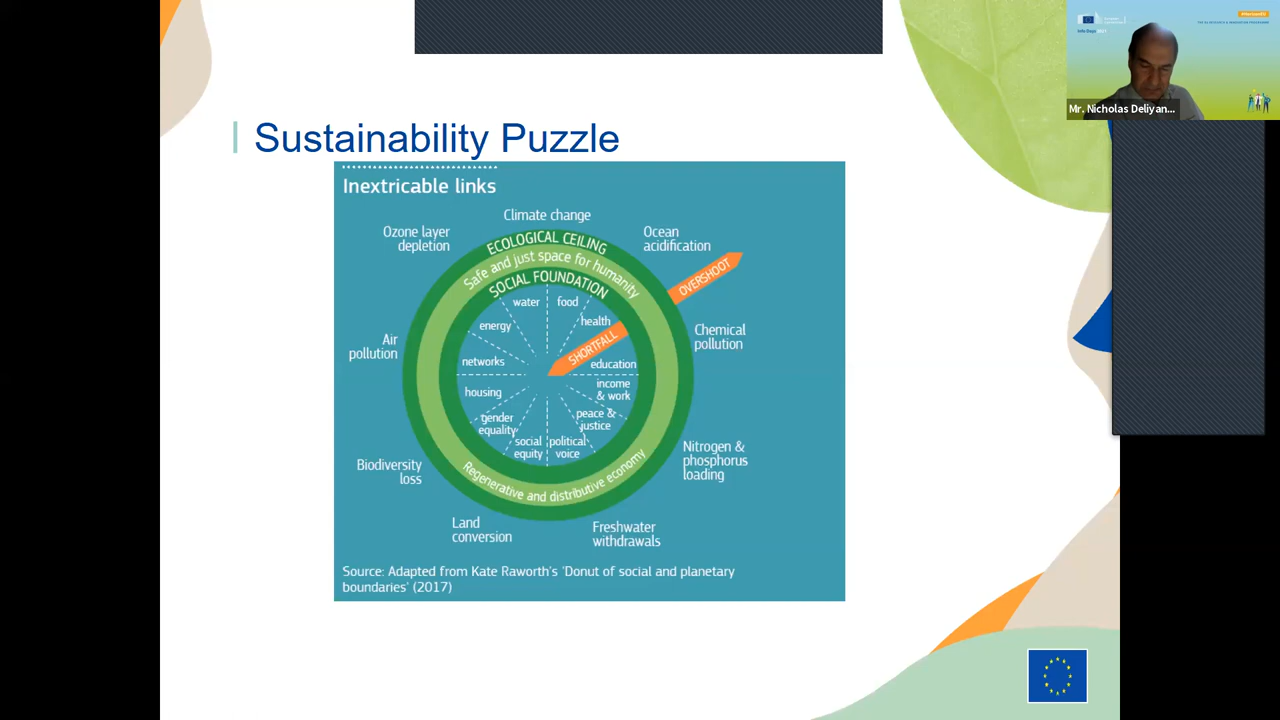 Sustainability Puzzle
Inextricable links
Climate change
Ozone layer
depletion
Ocean
acidification
ECOLOGICAL CEILING
Safe and just space for humanity
SOCIAL FOUNDATION
OVERSHOOT
water
food
energy
health
SHORTFALL
Air
pollution
Chemical
pollution
networks
education
housing
income
& work
gender
equality
peace &
justice
social
equity
political
voice
Regenerative and distributive economy
Biodiversity
loss
Nitrogen &
phosphorus
loading
Land
conversion
Freshwater
withdrawals
Source: Adapted from Kate Raworth's 'Donut of social and planetary
boundaries' (2017)
Mr. Nicholas Deliyan...